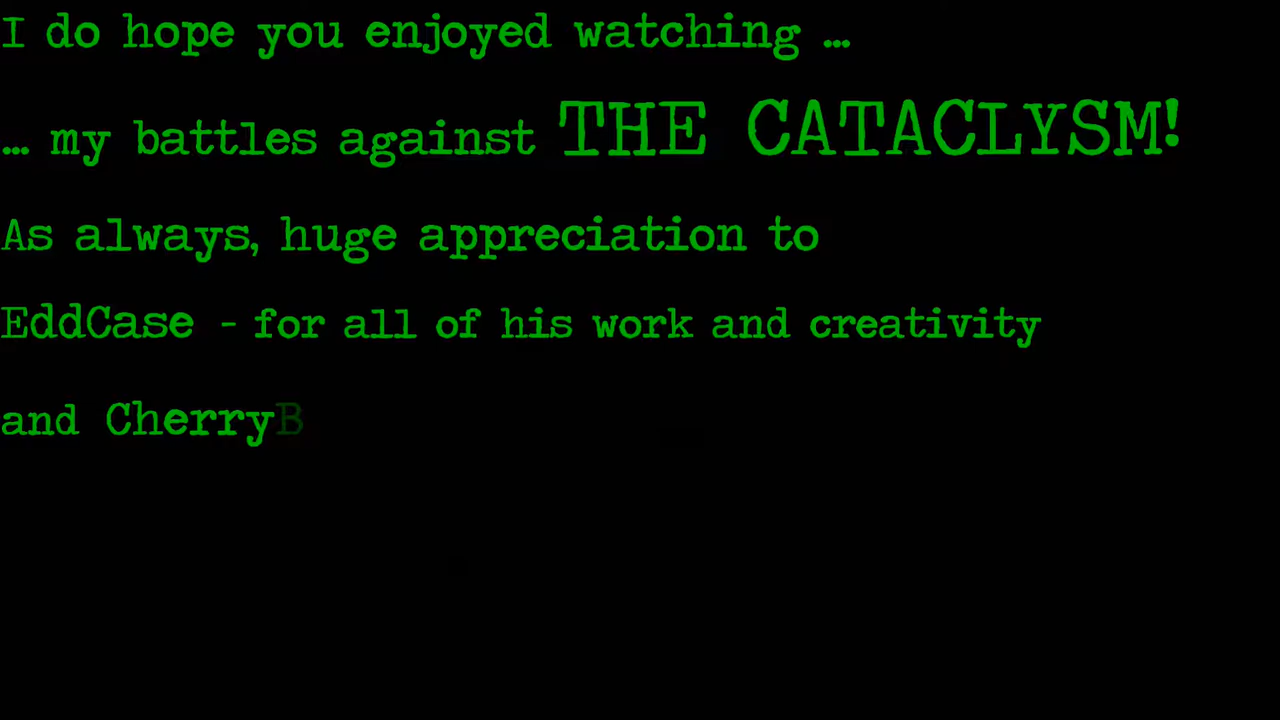 I do hope you enjoyed watching …
… my battles against THE CATACLYSM!
As always, huge appreciation to
EddCase - for all of his work and creativity
and CherryB